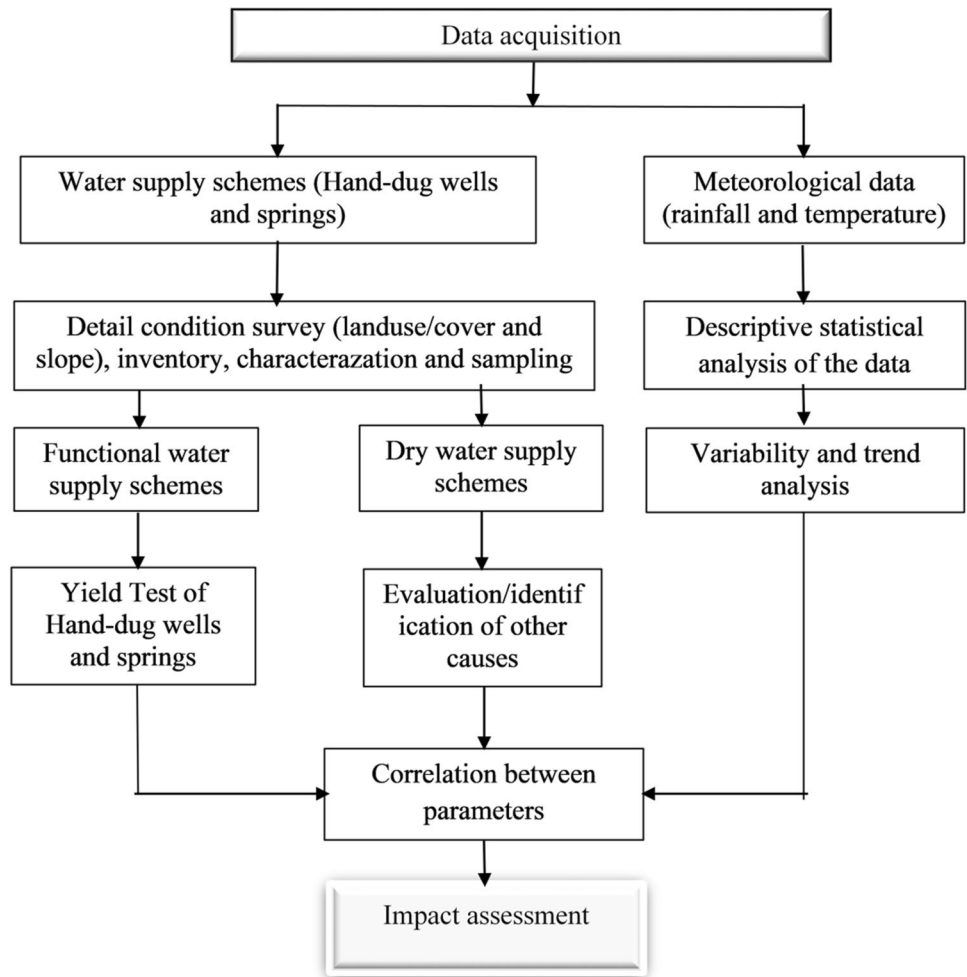 Data acquisition
Water supply schemes (Hand-dug wells
and springs)
Meteorological data
(rainfall and temperature)
Detail condition survey (landuse/cover and
slope), inventory, characterazation and sampling
Descriptive statistical
analysis of the data
Functional water
supply schemes
Dry water supply
schemes
Variability and trend
analysis
Yield Test of
Hand-dug wells
and springs
Evaluation/identif
ication of other
causes
Correlation between
parameters
Impact assessment